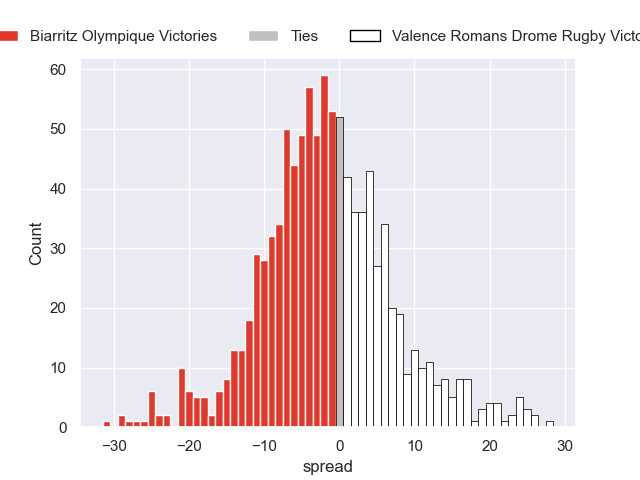 Biarritz Olympique Victories Ties Valence Romans Drome Rugby Victo
60
50
40
30
20
10
0
Count
−30 −20 −10 0 10 20 30
spread